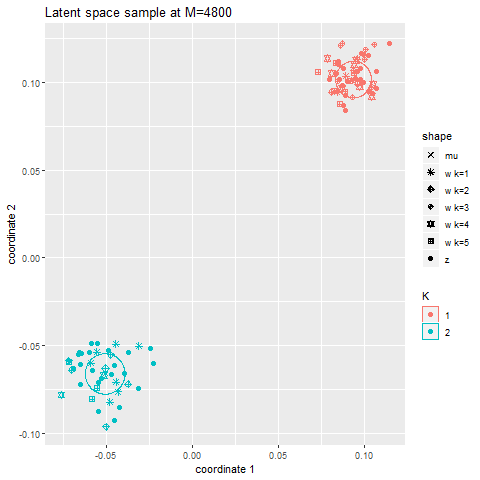 Latent space sample at M=4800
coordinate 2
0.10
0.05
0.00
-0.05
-0.10
-0.05
0.00
0.05
0.10
coordinate 1
shape
mu
w k=1
w k=2
w k=3
w k=4
w k=5
z
K
1
2